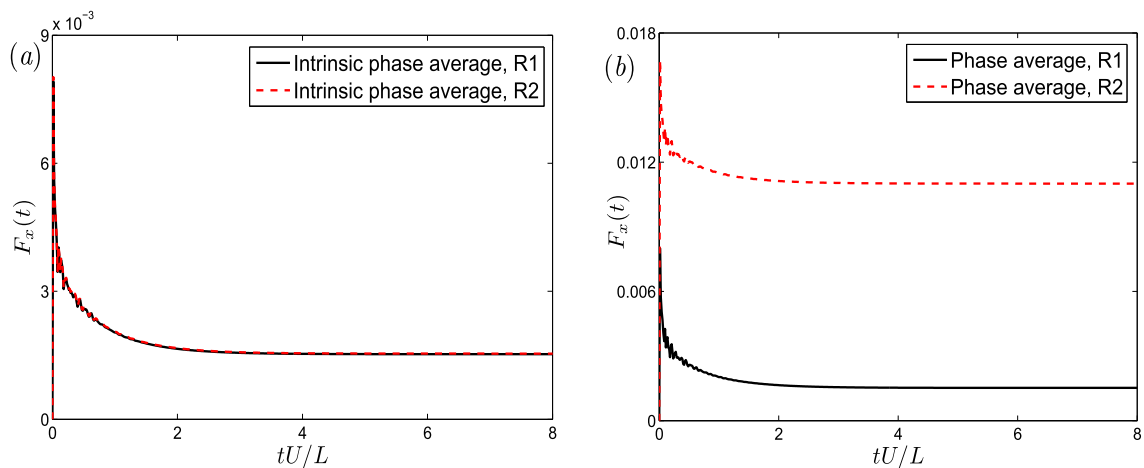 × 10⁻³
(a)
Intrinsic phase average, R1
Intrinsic phase average, R2
9
6
3
0
F_x(t)
0 2 4 6 8
tU/L
(b)
Phase average, R1
Phase average, R2
0.018
0.012
0.006
0
F_x(t)
0 2 4 6 8
tU/L